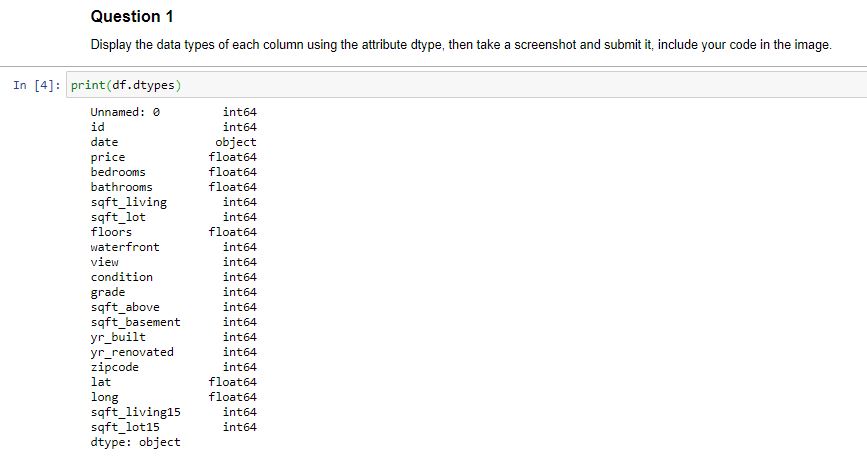 Question 1
Display the data types of each column using the attribute dtype, then take a screenshot and submit it, include your code in the image.
In [4]: print(df.dtypes)
Unnamed: 0 int64
id int64
date object
price float64
bedrooms float64
bathrooms float64
sqft_living int64
sqft_lot int64
floors float64
waterfront int64
view int64
condition int64
grade int64
sqft_above int64
sqft_basement int64
yr_built int64
yr_renovated int64
zipcode int64
lat float64
long float64
sqft_living15 int64
sqft_lot15 int64
dtype: object